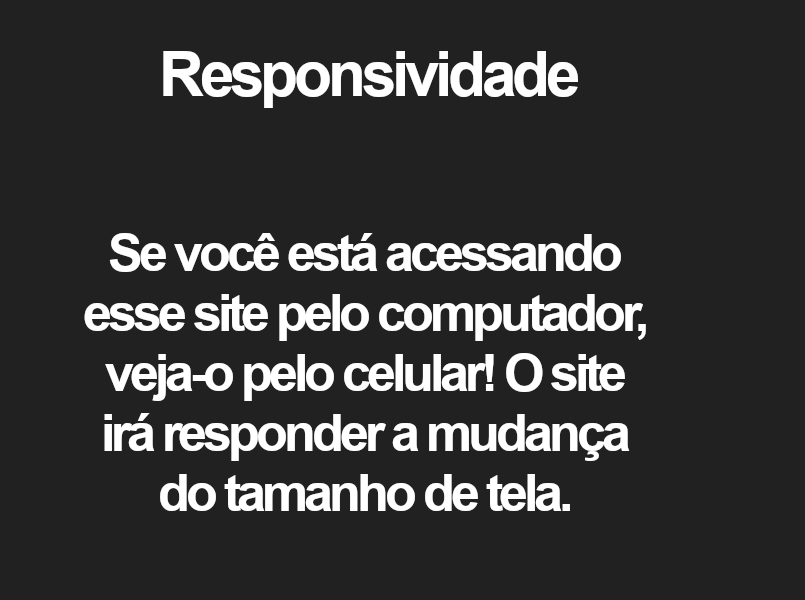 Responsividade
Se você está acessando
esse site pelo computador,
veja-o pelo celular! O site
irá responder a mudança
do tamanho de tela.